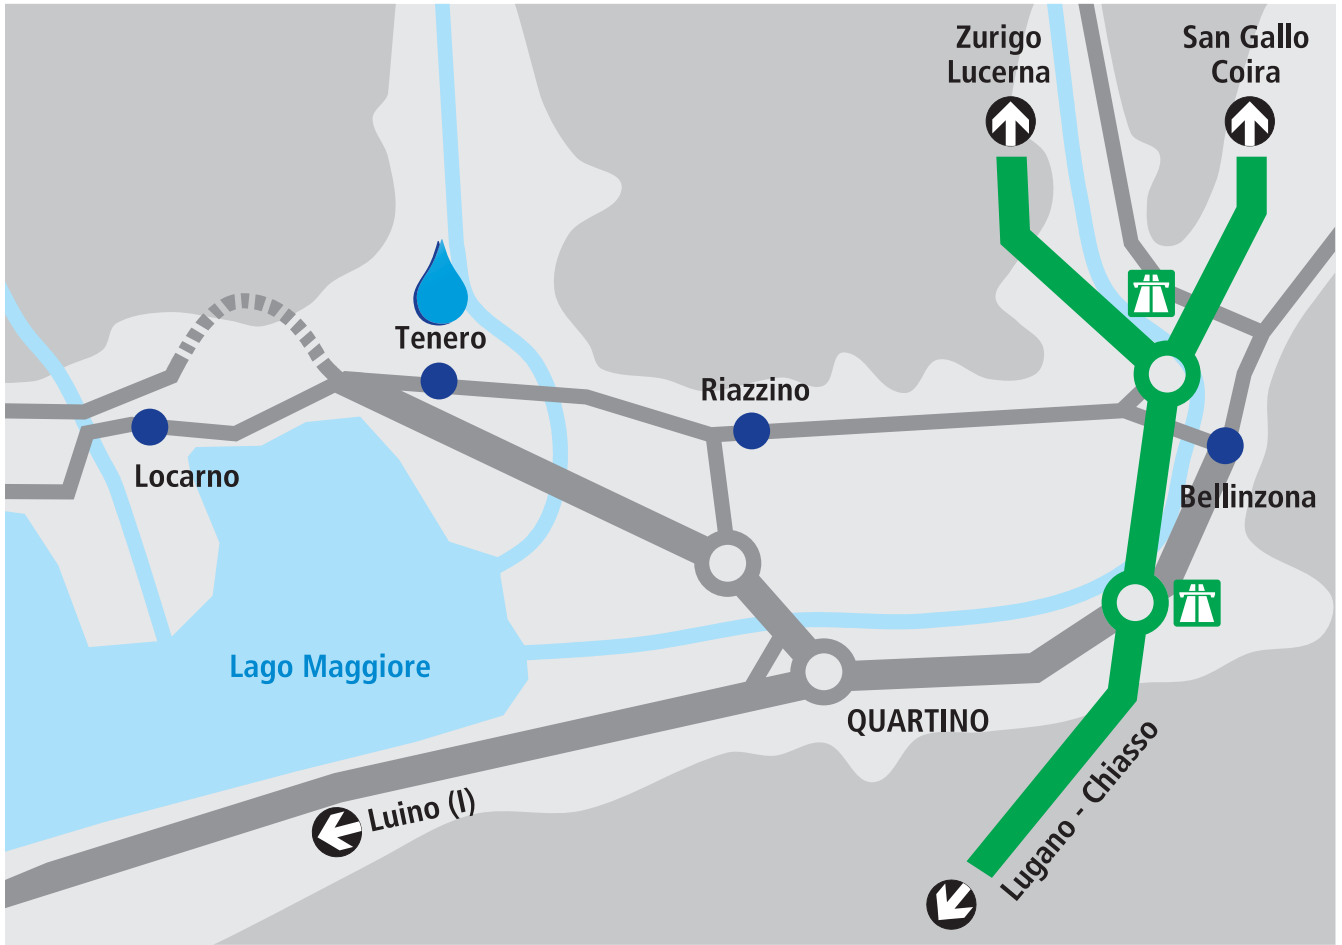 Zurigo
Lucerna
San Gallo
Coira
Tenero
Riazzino
Locarno
Bellinzona
Lago Maggiore
QUARTINO
Luino (I)
Lugano - Chiasso